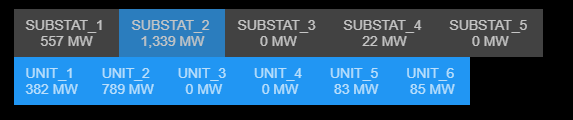 SUBSTAT_1 SUBSTAT_2 SUBSTAT_3 SUBSTAT_4 SUBSTAT_5
557 MW 1,339 MW 0 MW 22 MW 0 MW
UNIT_1 UNIT_2 UNIT_3 UNIT_4 UNIT_5 UNIT_6
382 MW 789 MW 0 MW 0 MW 83 MW 85 MW